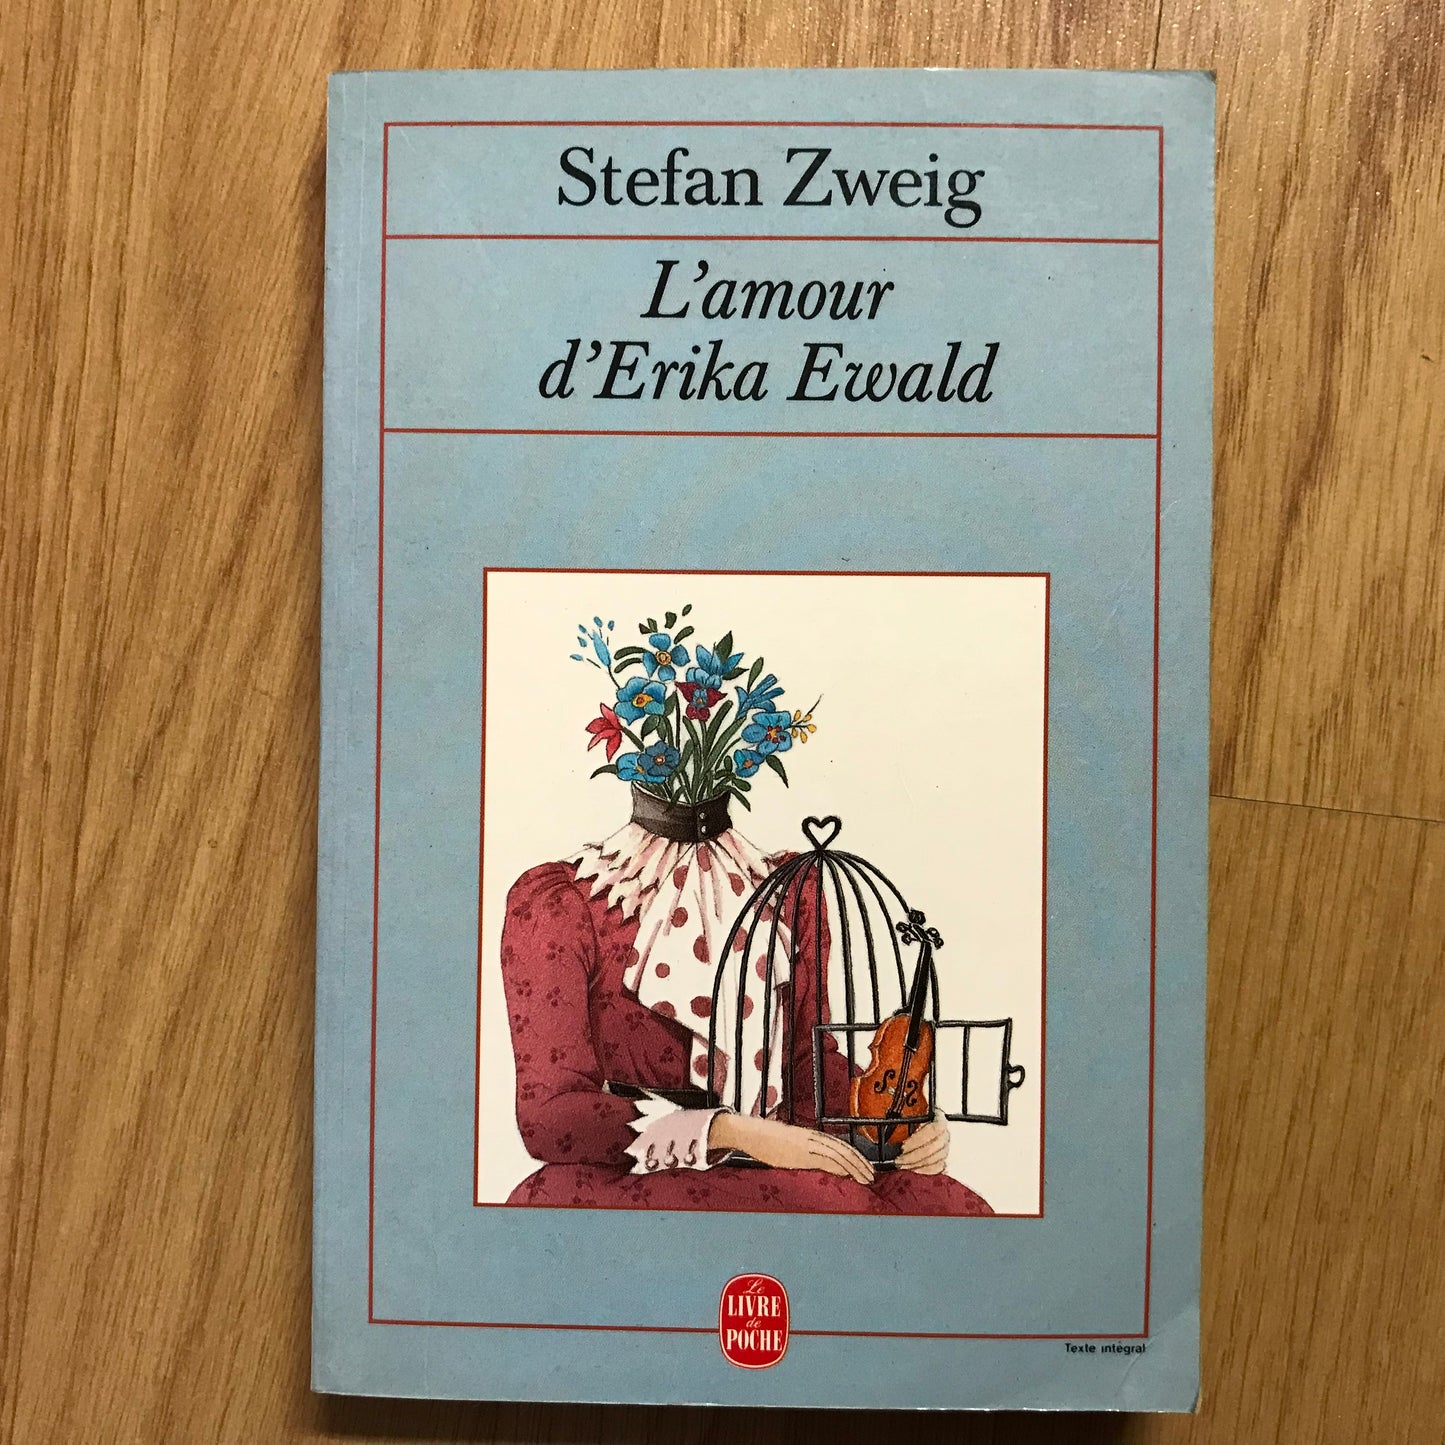 Stefan Zweig
L'amour
d'Erika Ewald
Le
LIVRE
de
POCHE
Texte intégral